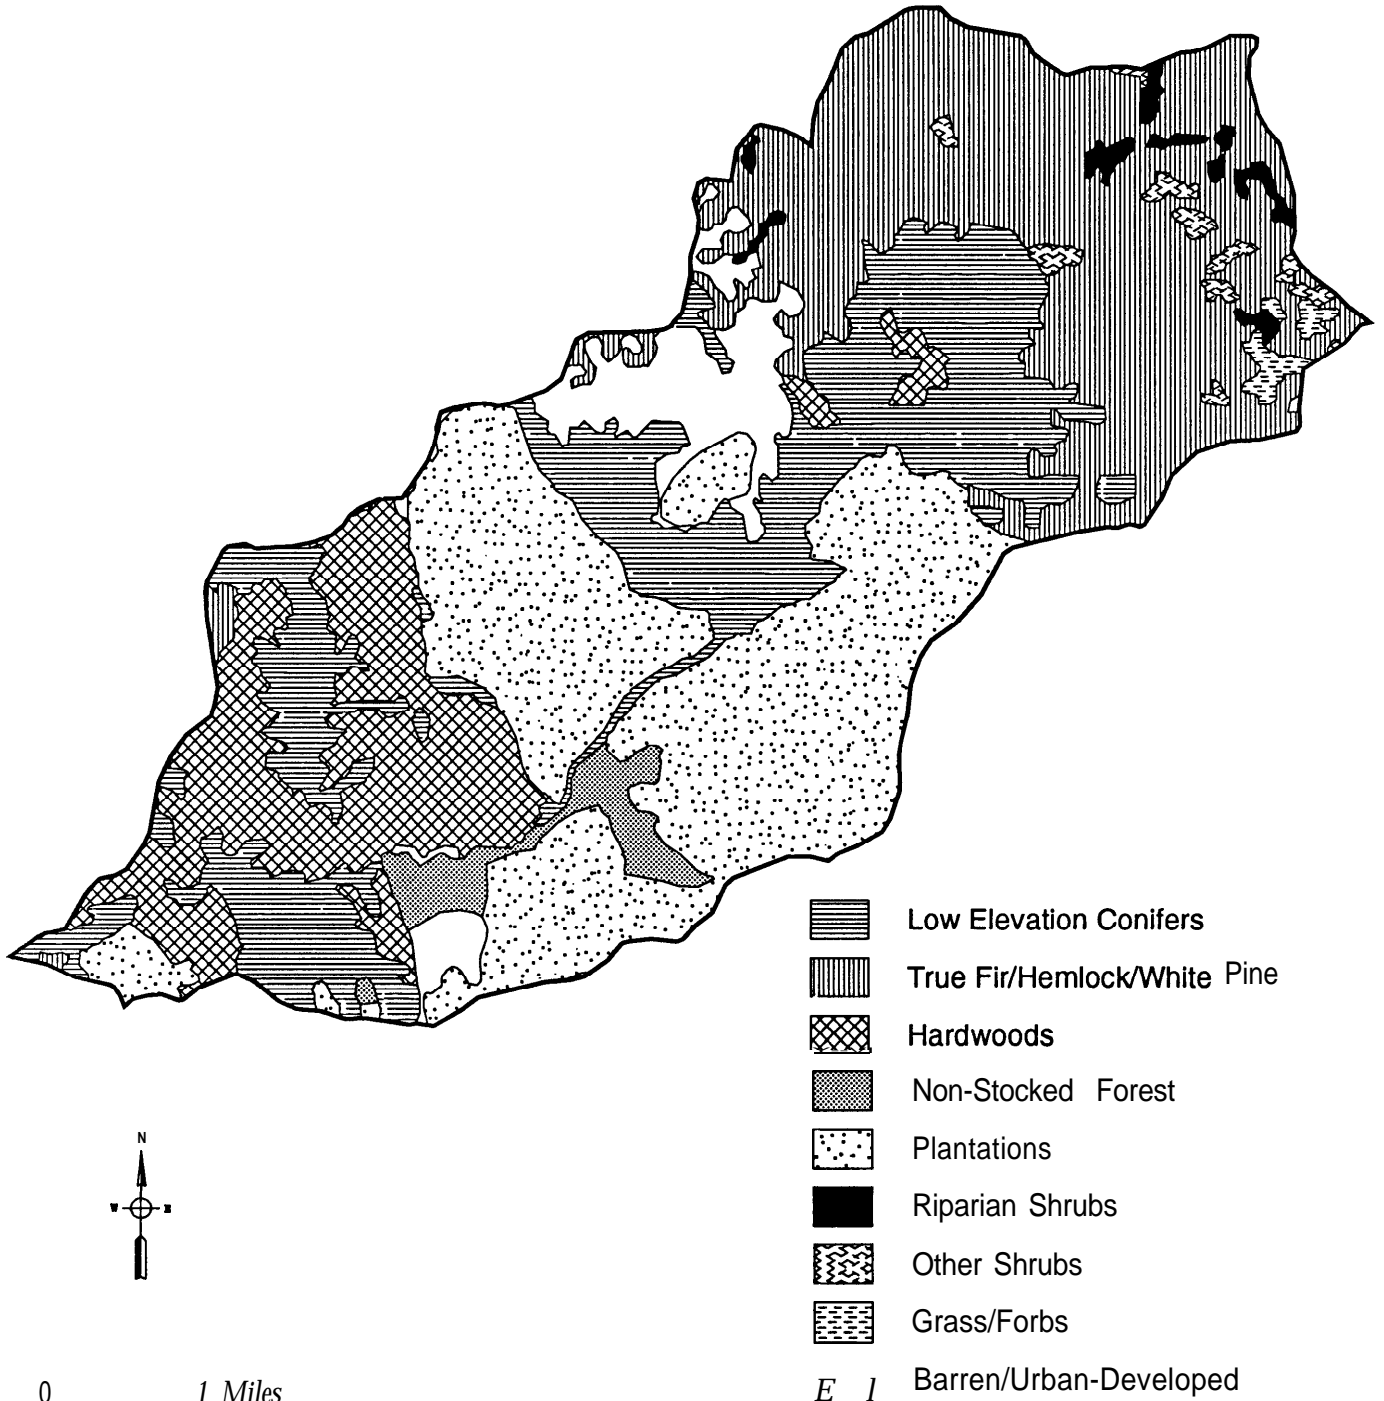 Low Elevation Conifers
True Fir/Hemlock/White Pine
Hardwoods
Non-Stocked Forest
Plantations
Riparian Shrubs
Other Shrubs
Grass/Forbs
E l Barren/Urban-Developed
N
W E
0 1 Miles